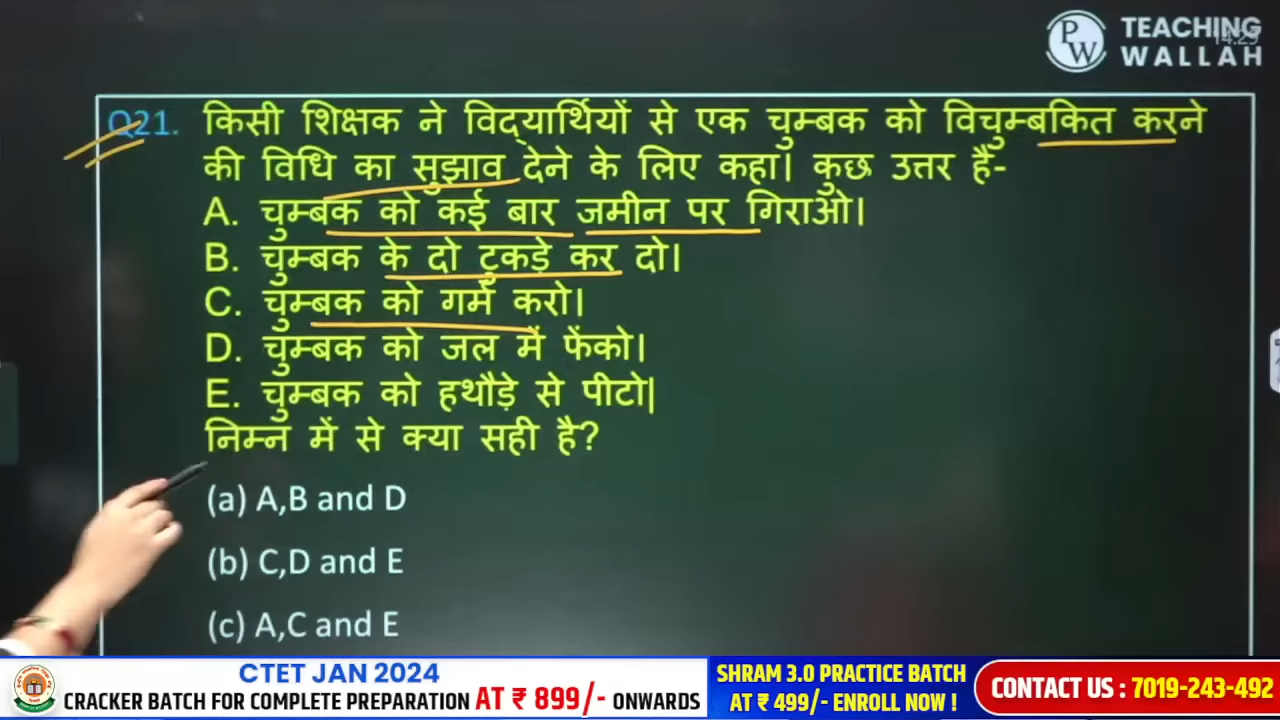 TEACHING
WALLAH
Q21. किसी शिक्षक ने विद्यार्थियों से एक चुम्बक को विचुम्बकित करने
की विधि का सुझाव देने के लिए कहा। कुछ उत्तर हैं-
A. चुम्बक को कई बार जमीन पर गिराओ।
B. चुम्बक के दो टुकड़े कर दो।
C. चुम्बक को गर्म करो।
D. चुम्बक को जल में फेंको।
E. चुम्बक को हथौड़े से पीटो|
निम्न में से क्या सही है?
(a) A,B and D
(b) C,D and E
(c) A,C and E
CTET JAN 2024
CRACKER BATCH FOR COMPLETE PREPARATION AT ₹ 899/- ONWARDS
SHRAM 3.0 PRACTICE BATCH
AT ₹ 499/- ENROLL NOW !
CONTACT US : 7019-243-492